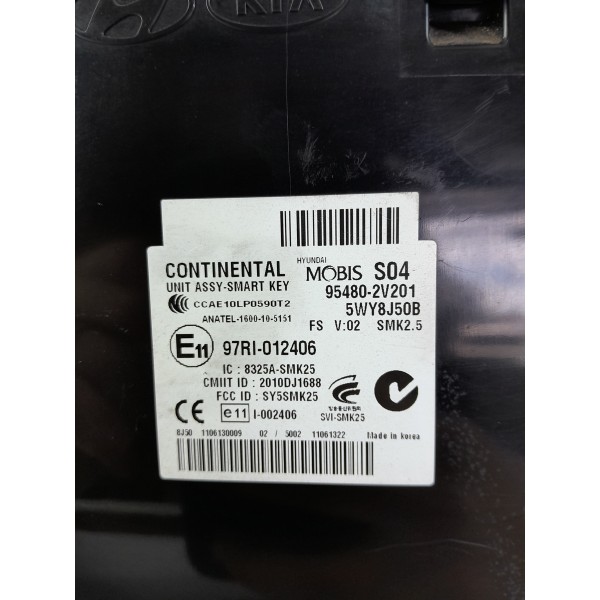 KIA
HYUNDAI
CONTINENTAL MOBIS S04
UNIT ASSY-SMART KEY 95480-2V201
CCAE10LP0590T2 5WY8J50B
ANATEL-1600-10-5151 FS V:02 SMK2.5
E11 97RI-012406
IC : 8325A-SMK25
CMIIT ID : 2010DJ1688
FCC ID : SY5SMK25
CE e11 I-002406 SVI-SMK25
8J50 1106130009 02 / 5002 11061322 Made in korea